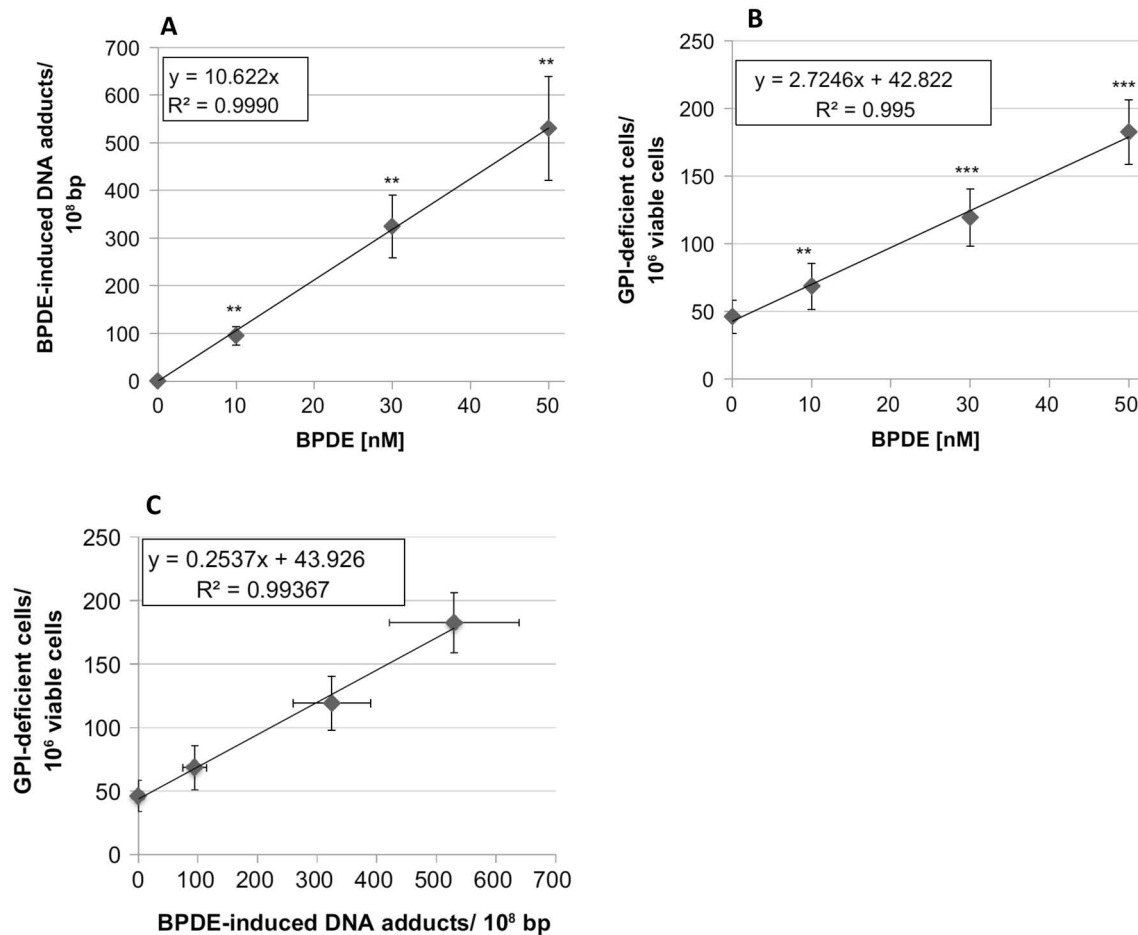 A
700
600
500
400
300
200
100
0
BPDE-induced DNA adducts/
10⁸ bp
y = 10.622x
R² = 0.9990
**
**
**
0 10 20 30 40 50
BPDE [nM]
B
250
200
150
100
50
0
GPI-deficient cells/
10⁶ viable cells
y = 2.7246x + 42.822
R² = 0.995
**
***
***
0 10 20 30 40 50
BPDE [nM]
C
250
200
150
100
50
0
GPI-deficient cells/
10⁶ viable cells
y = 0.2537x + 43.926
R² = 0.99367
0 100 200 300 400 500 600 700
BPDE-induced DNA adducts/ 10⁸ bp